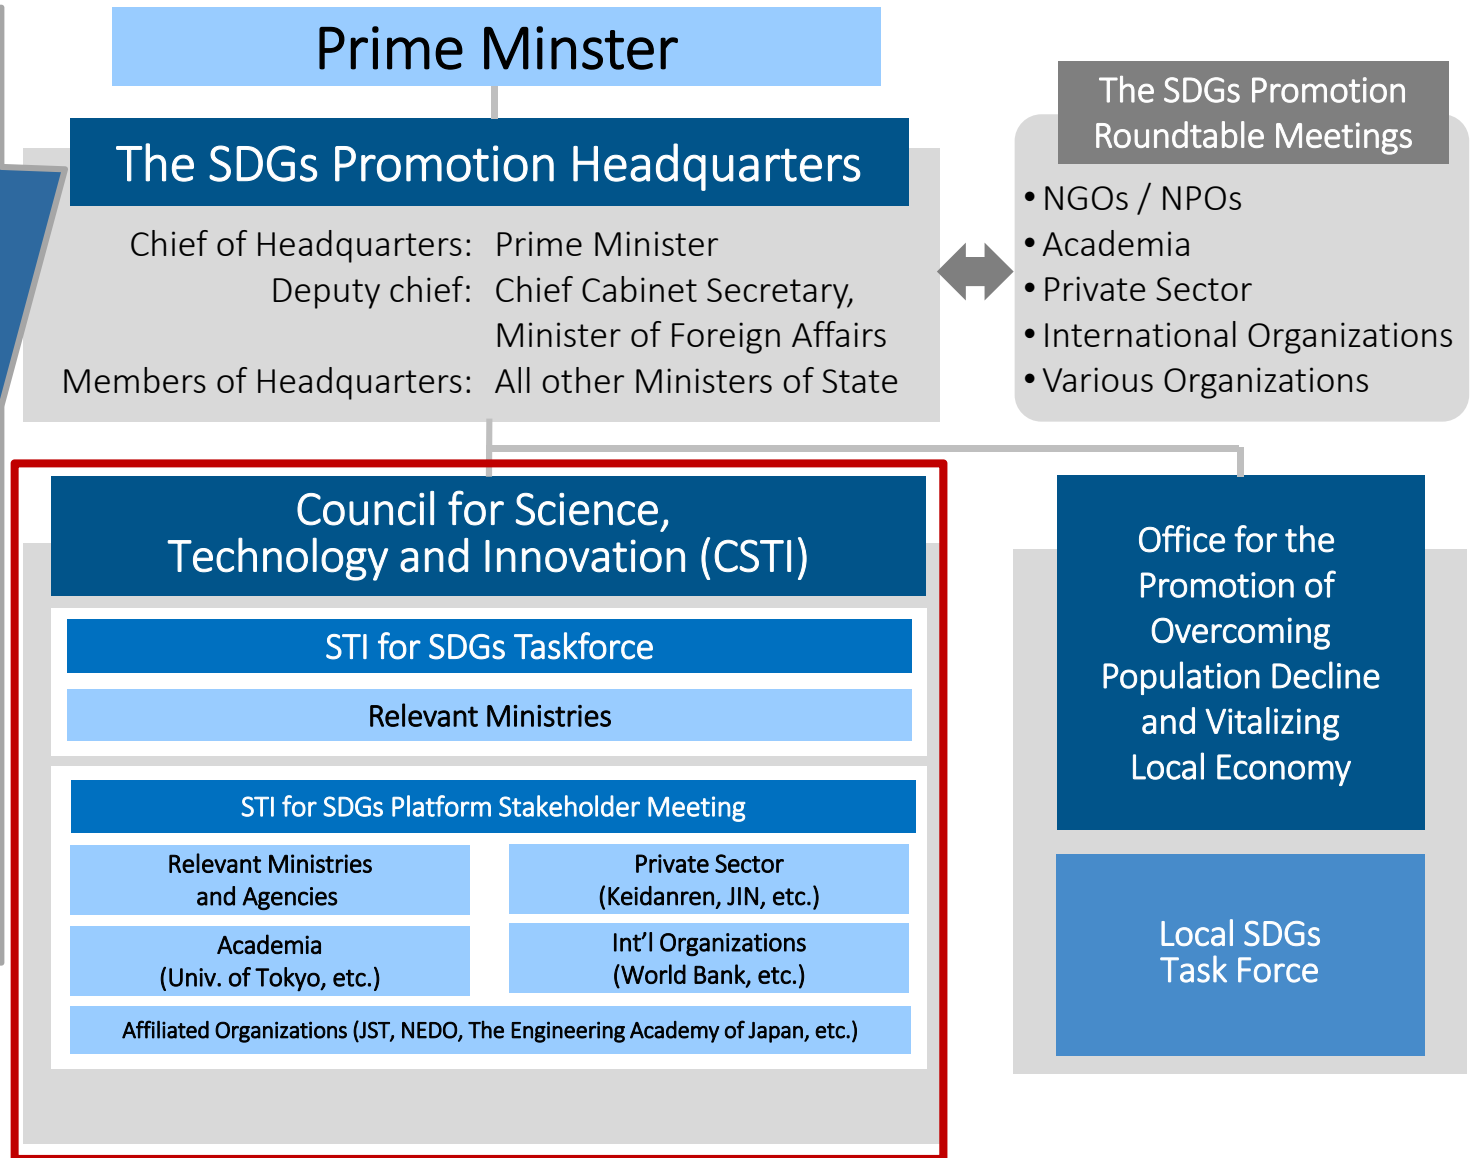 Prime Minster
The SDGs Promotion Headquarters
Chief of Headquarters: Prime Minister
Deputy chief: Chief Cabinet Secretary,
Minister of Foreign Affairs
Members of Headquarters: All other Ministers of State
The SDGs Promotion
Roundtable Meetings
• NGOs / NPOs
• Academia
• Private Sector
• International Organizations
• Various Organizations
Council for Science,
Technology and Innovation (CSTI)
STI for SDGs Taskforce
Relevant Ministries
STI for SDGs Platform Stakeholder Meeting
Relevant Ministries
and Agencies
Private Sector
(Keidanren, JIN, etc.)
Academia
(Univ. of Tokyo, etc.)
Int'l Organizations
(World Bank, etc.)
Affiliated Organizations (JST, NEDO, The Engineering Academy of Japan, etc.)
Office for the
Promotion of
Overcoming
Population Decline
and Vitalizing
Local Economy
Local SDGs
Task Force